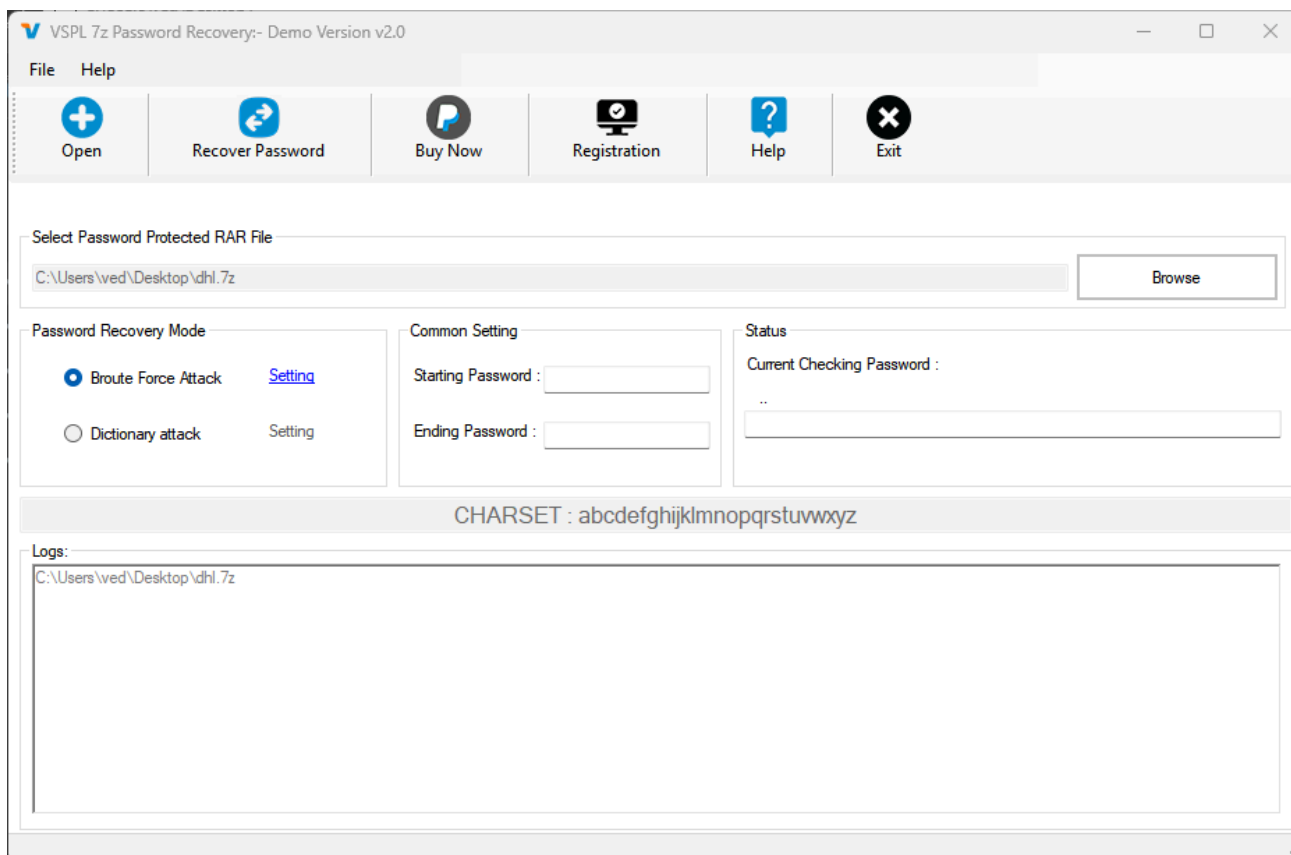 VSPL 7z Password Recovery:- Demo Version v2.0
File Help
Open Recover Password Buy Now Registration Help Exit
Select Password Protected RAR File
C:\Users\ved\Desktop\dhl.7z Browse
Password Recovery Mode Common Setting Status
Broute Force Attack Setting Starting Password : Current Checking Password :
..
Dictionary attack Setting Ending Password :
CHARSET : abcdefghijklmnopqrstuvwxyz
Logs:
C:\Users\ved\Desktop\dhl.7z